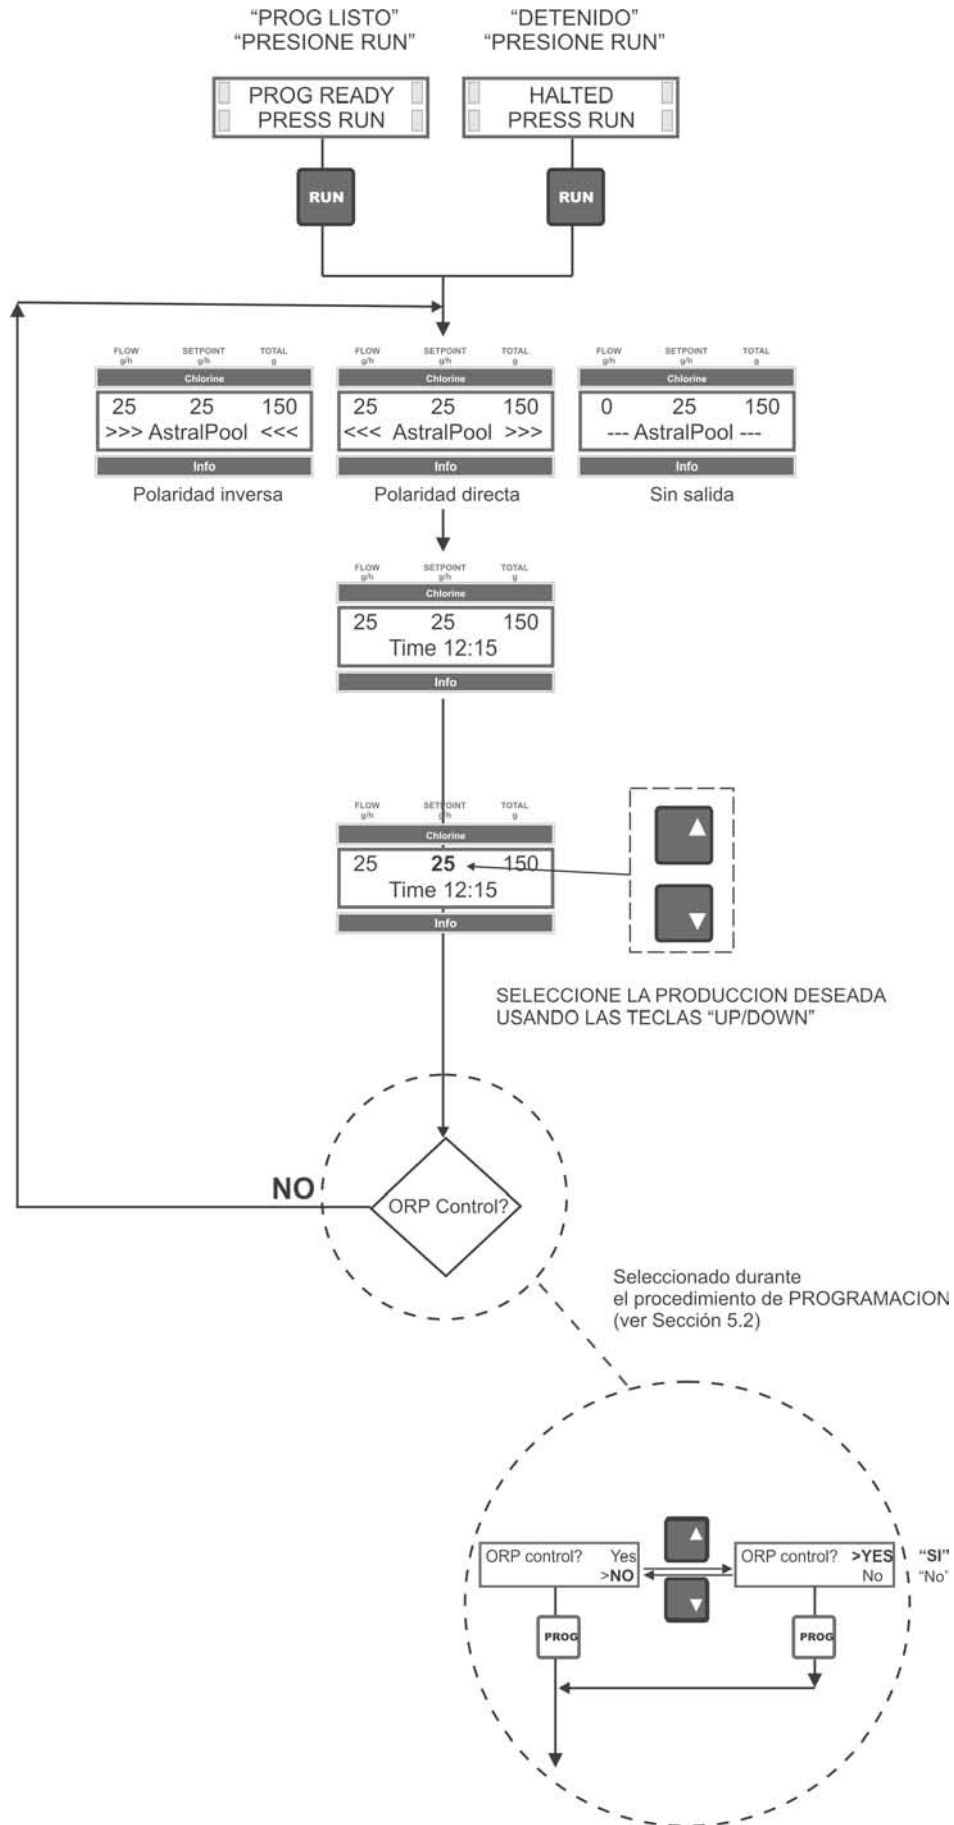 “PROG LISTO”
“PRESIONE RUN”
“DETENIDO”
“PRESIONE RUN”
PROG READY
PRESS RUN
HALTED
PRESS RUN
RUN
RUN
FLOW SETPOINT TOTAL
g/h g/h g
Chlorine
25 25 150
>>> AstralPool <<<
Info
Polaridad inversa
FLOW SETPOINT TOTAL
g/h g/h g
Chlorine
25 25 150
<<< AstralPool >>>
Info
Polaridad directa
FLOW SETPOINT TOTAL
g/h g/h g
Chlorine
0 25 150
--- AstralPool ---
Info
Sin salida
FLOW SETPOINT TOTAL
g/h g/h g
Chlorine
25 25 150
Time 12:15
Info
FLOW SETPOINT TOTAL
g/h g/h g
Chlorine
25 25 150
Time 12:15
Info
SELECCIONE LA PRODUCCION DESEADA
USANDO LAS TECLAS “UP/DOWN”
NO
ORP Control?
Seleccionado durante
el procedimiento de PROGRAMACION
(ver Sección 5.2)
ORP control? Yes
>NO
ORP control? >YES
No
“SI”
“No”
PROG
PROG